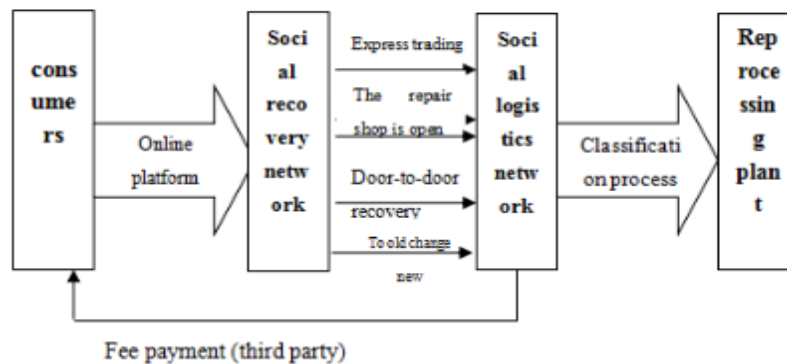 cons
ume
rs
Online
platform
Soci
al
reco
very
netw
ork
Express trading
The repair
shop is open
Door-to-door
recovery
To old change
new
Soci
al
logis
tics
netw
ork
Classificati
on process
Rep
roce
ssin
g
plan
t
Fee payment (third party)